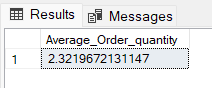 Results Messages
Average_Order_quantity
1 2.3219672131147